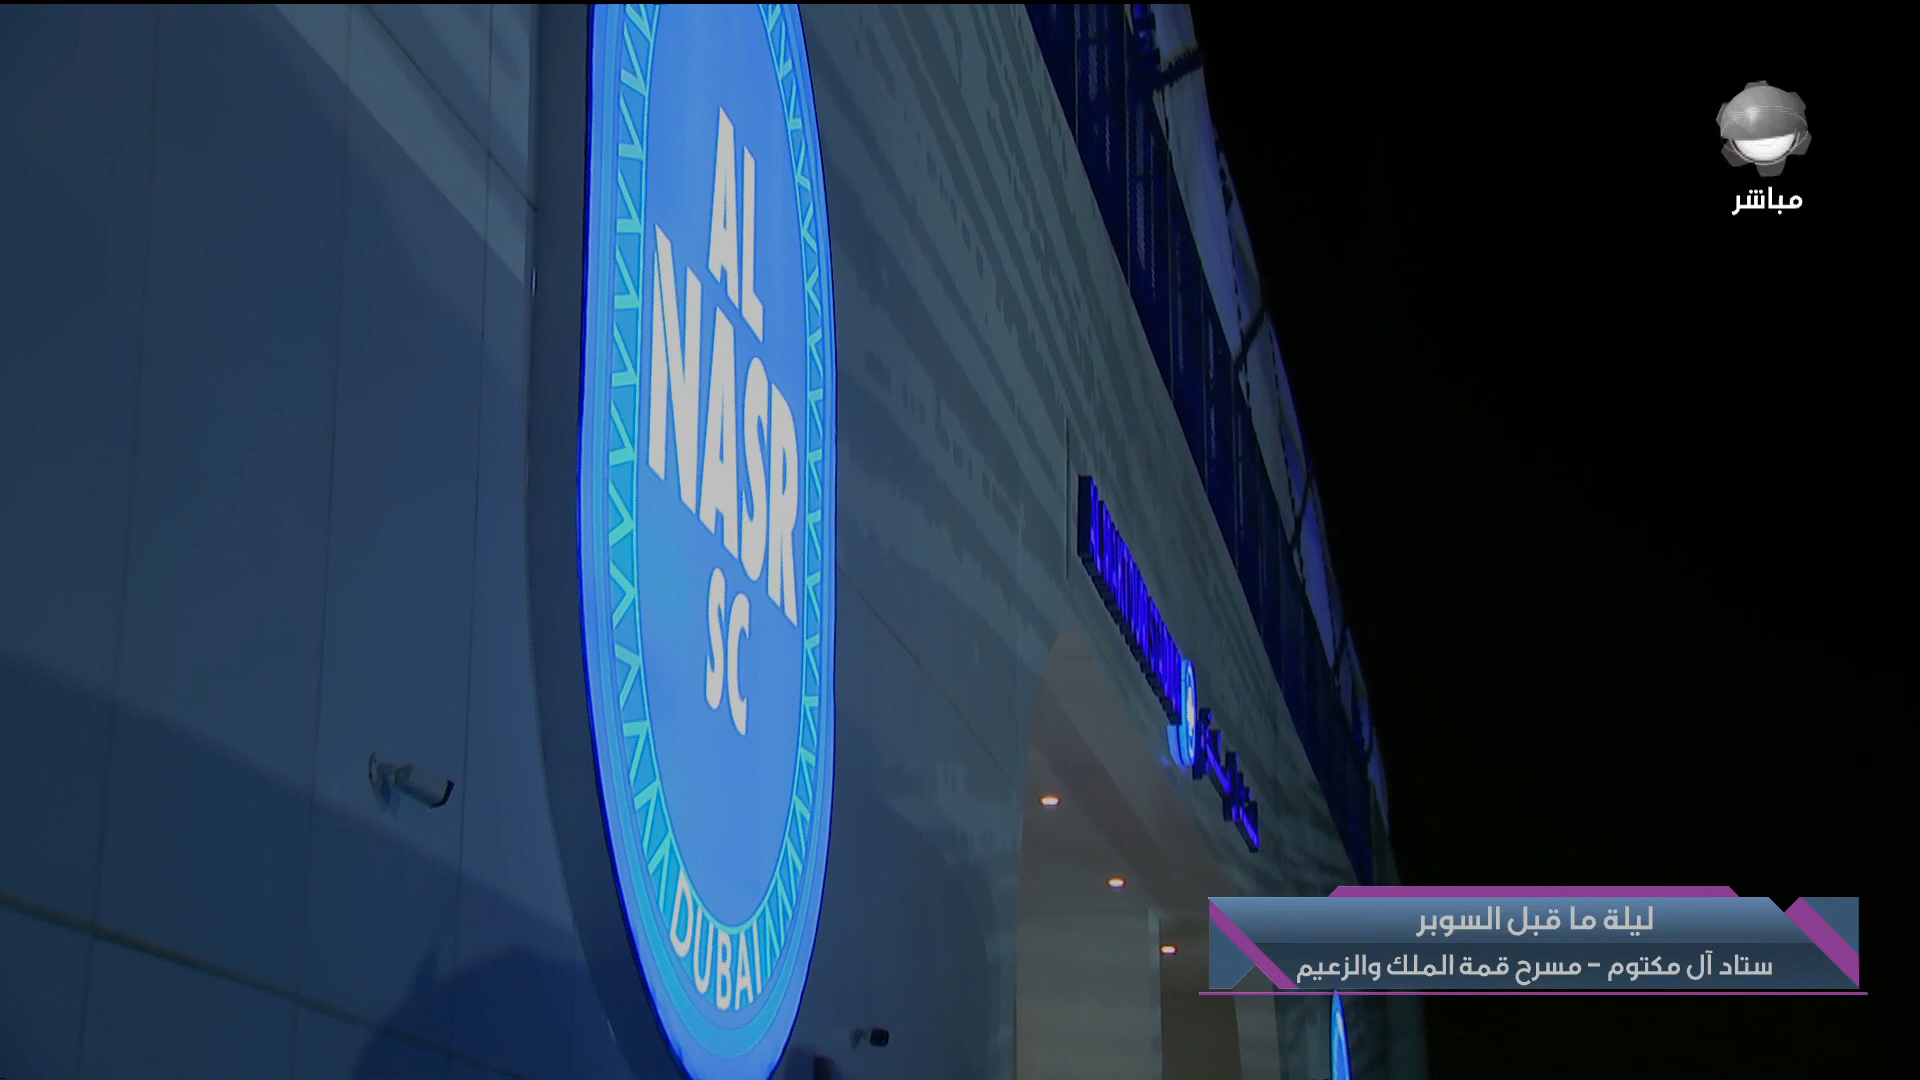 AL
NASR
SC
DUBAI
مباشر
ليلة ما قبل السوبر
ستاد آل مكتوم - مسرح قمة الملك والزعيم